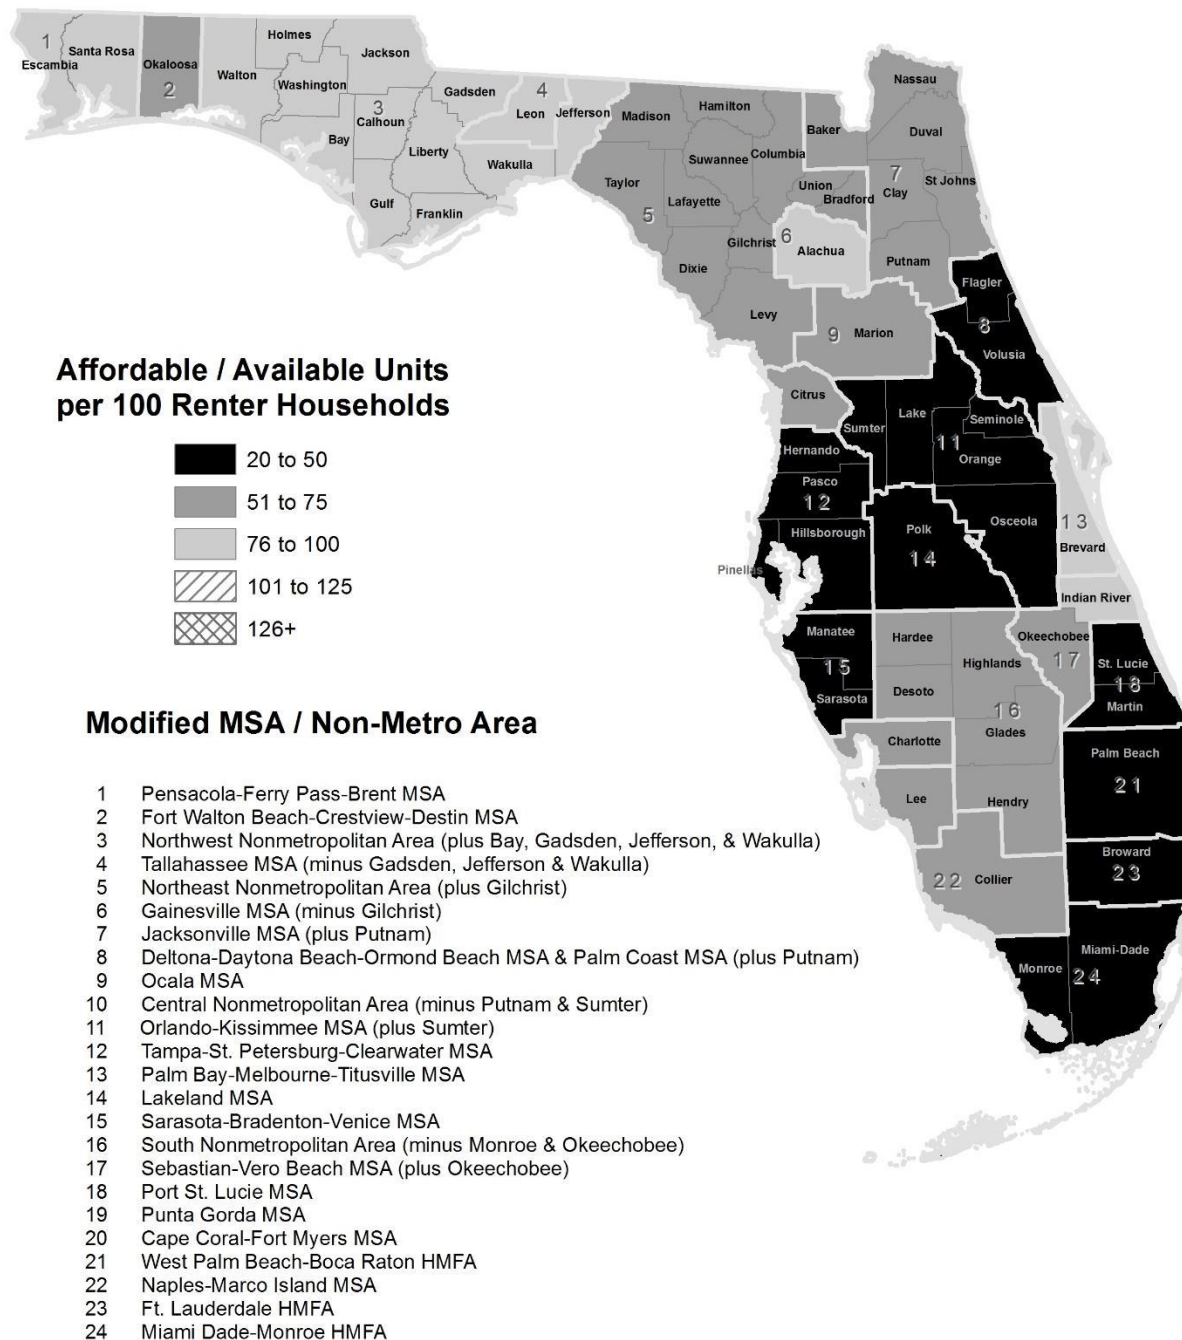 1
Escambia
Santa Rosa
Okaloosa
2
Walton
Holmes
Washington
Jackson
Bay
3
Calhoun
Gulf
Liberty
Franklin
Gadsden
4
Leon
Jefferson
Wakulla
Madison
Hamilton
Suwannee
Columbia
Taylor
5
Lafayette
Dixie
Gilchrist
Levy
Baker
Union
Bradford
6
Alachua
Nassau
Duval
7
Clay
St Johns
Putnam
Flagler
8
Volusia
9
Marion
Citrus
Sumter
Lake
Seminole
11
Orange
Osceola
Hernando
Pasco
12
Hillsborough
Pinellas
Polk
14
13
Brevard
Indian River
Okeechobee
17
St. Lucie
18
Martin
Manatee
15
Sarasota
Hardee
Desoto
Highlands
16
Glades
Charlotte
Lee
Hendry
22
Collier
Palm Beach
21
Broward
23
Monroe
Miami-Dade
24
Affordable / Available Units
per 100 Renter Households
20 to 50
51 to 75
76 to 100
101 to 125
126+
Modified MSA / Non-Metro Area
1 Pensacola-Ferry Pass-Brent MSA
2 Fort Walton Beach-Crestview-Destin MSA
3 Northwest Nonmetropolitan Area (plus Bay, Gadsden, Jefferson, & Wakulla)
4 Tallahassee MSA (minus Gadsden, Jefferson & Wakulla)
5 Northeast Nonmetropolitan Area (plus Gilchrist)
6 Gainesville MSA (minus Gilchrist)
7 Jacksonville MSA (plus Putnam)
8 Deltona-Daytona Beach-Ormond Beach MSA & Palm Coast MSA (plus Putnam)
9 Ocala MSA
10 Central Nonmetropolitan Area (minus Putnam & Sumter)
11 Orlando-Kissimmee MSA (plus Sumter)
12 Tampa-St. Petersburg-Clearwater MSA
13 Palm Bay-Melbourne-Titusville MSA
14 Lakeland MSA
15 Sarasota-Bradenton-Venice MSA
16 South Nonmetropolitan Area (minus Monroe & Okeechobee)
17 Sebastian-Vero Beach MSA (plus Okeechobee)
18 Port St. Lucie MSA
19 Punta Gorda MSA
20 Cape Coral-Fort Myers MSA
21 West Palm Beach-Boca Raton HMFA
22 Naples-Marco Island MSA
23 Ft. Lauderdale HMFA
24 Miami Dade-Monroe HMFA